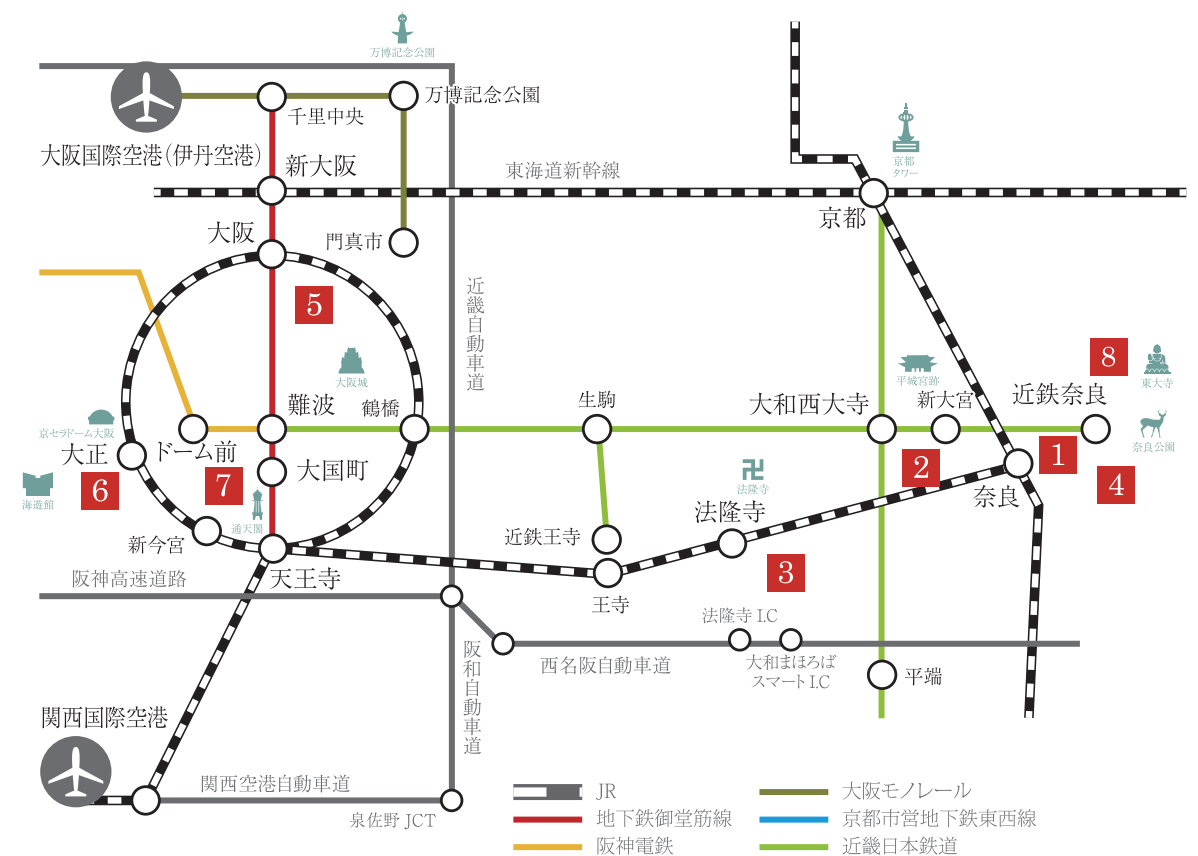 万博記念公園
万博記念公園
千里中央
大阪国際空港(伊丹空港)
新大阪
東海道新幹線
京都
タワー
京都
大阪
門真市
近畿自動車道
5
大阪城
8
東大寺
平城宮跡
難波
鶴橋
生駒
大和西大寺
新大宮
近鉄奈良
京セラドーム大阪
大正
ドーム前
奈良公園
1
2
4
6
7
大国町
海遊館
法隆寺
奈良
通天閣
法隆寺
新今宮
近鉄王寺
天王寺
3
阪神高速道路
王寺
法隆寺 I.C
阪和自動車道
西名阪自動車道
大和まほろば
スマート I.C
平端
関西国際空港
関西空港自動車道
泉佐野 JCT
JR
地下鉄御堂筋線
阪神電鉄
大阪モノレール
京都市営地下鉄東西線
近畿日本鉄道